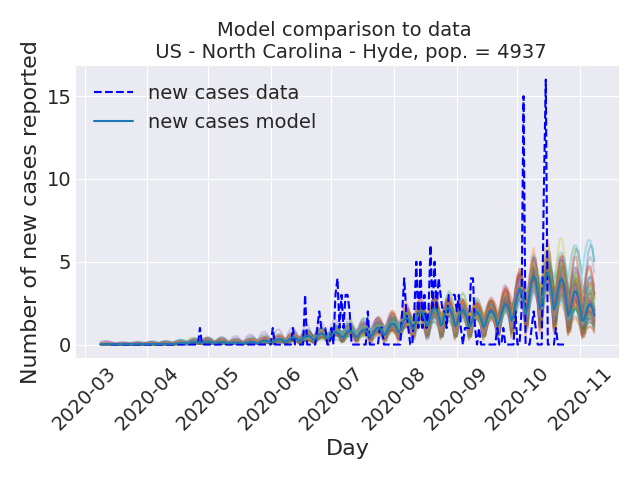 Model comparison to data
US - North Carolina - Hyde, pop. = 4937
Number of new cases reported
15
10
5
0
new cases data
new cases model
2020-03
2020-04
2020-05
2020-06
2020-07
2020-08
2020-09
2020-10
2020-11
Day